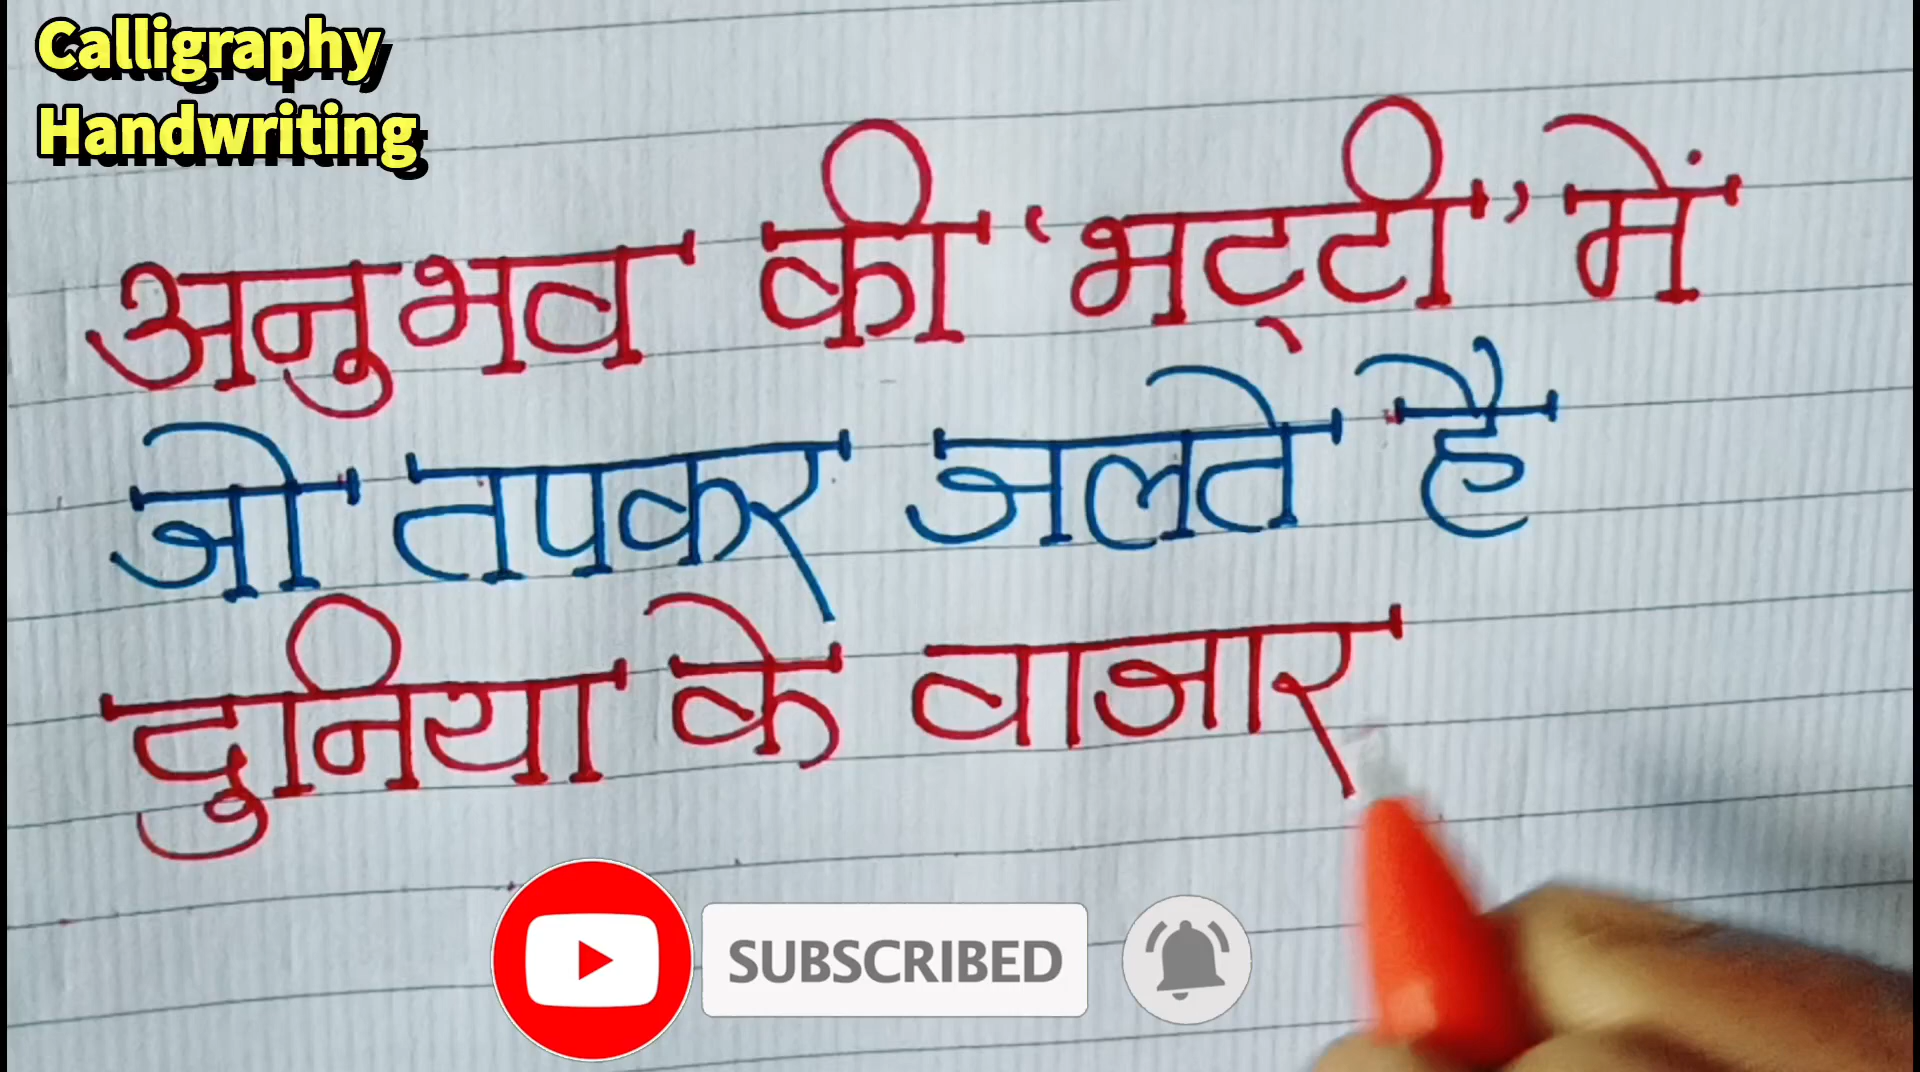 Calligraphy
Handwriting
अनुभव की ‘भट्टी’ में
जो तपकर जलते है
दुनिया के वाजार
SUBSCRIBED